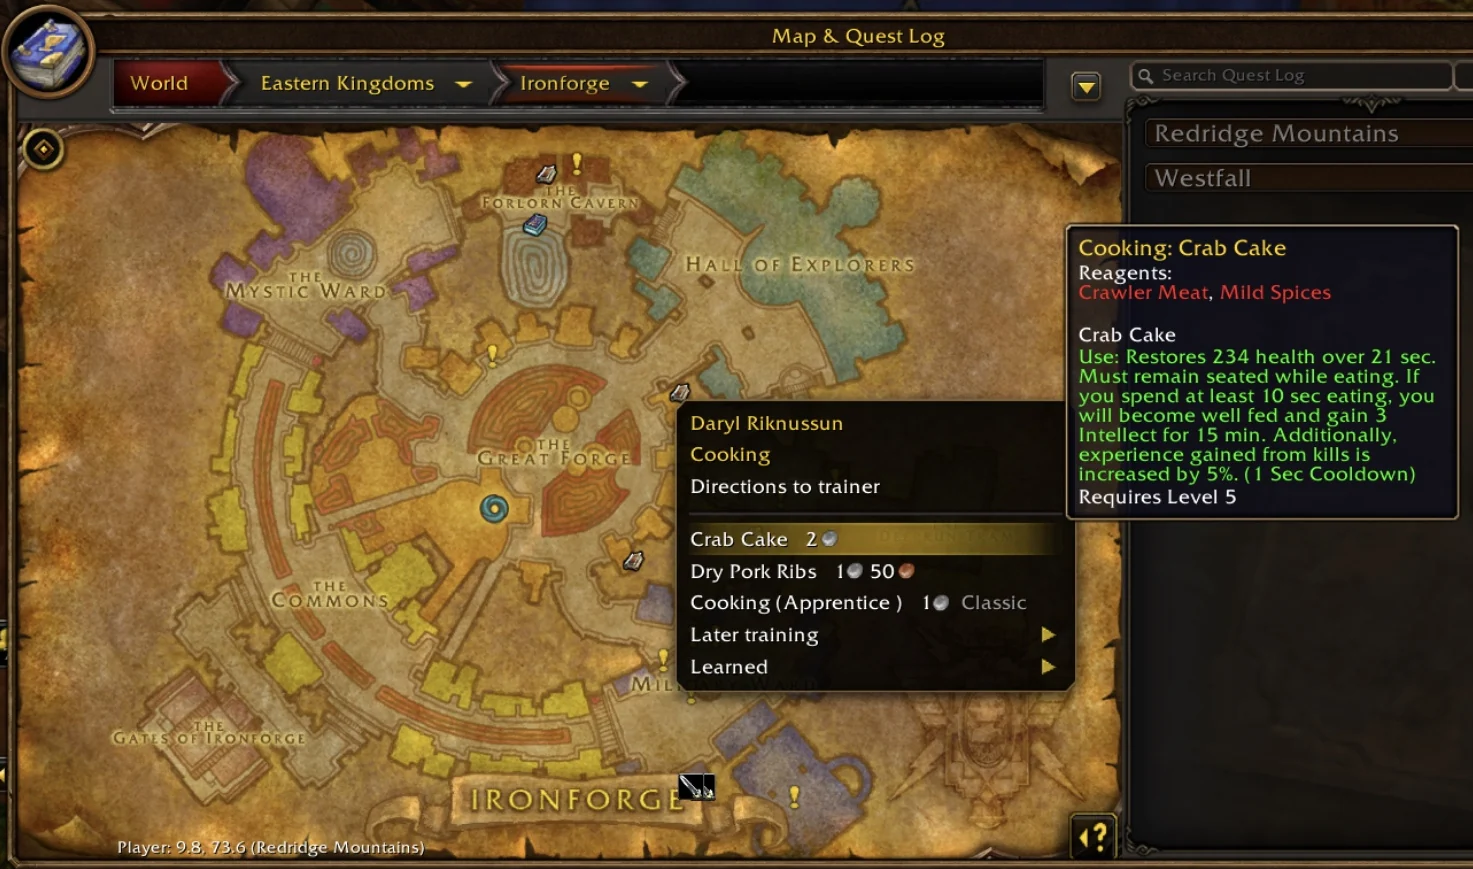 Map & Quest Log
World
Eastern Kingdoms
Ironforge
Search Quest Log
Redridge Mountains
Westfall
THE
FORLORN CAVERN
HALL OF EXPLORERS
THE
MYSTIC WARD
THE
GREAT FORGE
THE
COMMONS
THE
GATES OF IRONFORGE
IRONFORGE
Player: 9.8, 73.6 (Redridge Mountains)
Daryl Riknussun
Cooking
Directions to trainer
Crab Cake 2
Dry Pork Ribs 1 50
Cooking (Apprentice ) 1 Classic
Later training
Learned
Cooking: Crab Cake
Reagents:
Crawler Meat, Mild Spices
Crab Cake
Use: Restores 234 health over 21 sec.
Must remain seated while eating. If
you spend at least 10 sec eating, you
will become well fed and gain 3
Intellect for 15 min. Additionally,
experience gained from kills is
increased by 5%. (1 Sec Cooldown)
Requires Level 5